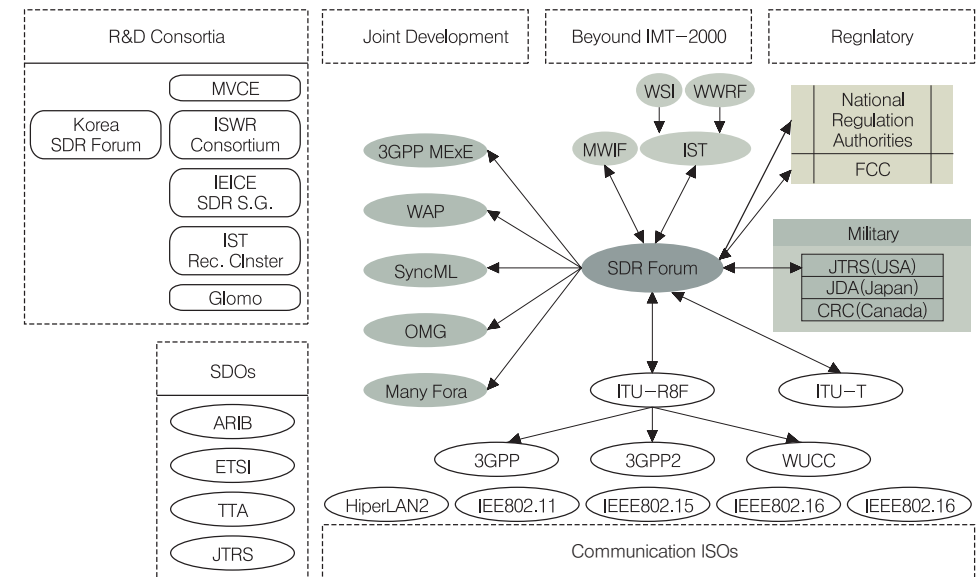 R&D Consortia
MVCE
Korea
SDR Forum
ISWR
Consortium
IEICE
SDR S.G.
IST
Rec. Clnster
Glomo
SDOs
ARIB
ETSI
TTA
JTRS
Joint Development
Beyound IMT-2000
Regnlatory
WSI
WWRF
MWIF
IST
National
Regulation
Authorities
FCC
3GPP MExE
WAP
SyncML
OMG
Many Fora
SDR Forum
Military
JTRS(USA)
JDA(Japan)
CRC(Canada)
ITU-R8F
ITU-T
3GPP
3GPP2
WUCC
HiperLAN2
IEE802.11
IEEE802.15
IEEE802.16
IEEE802.16
Communication ISOs